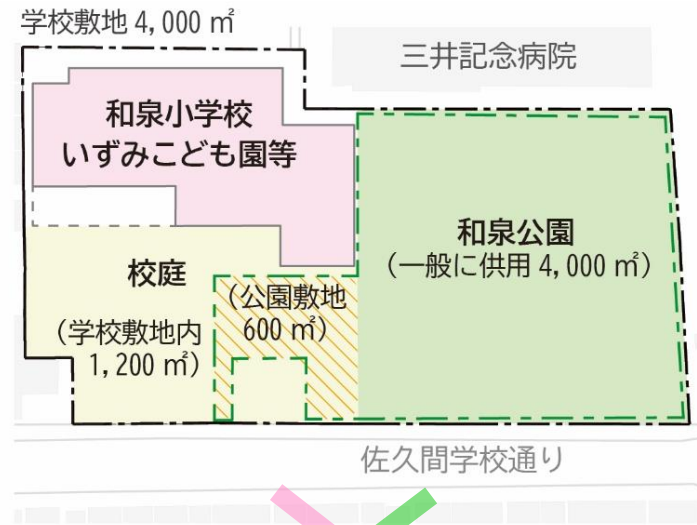 学校敷地 4,000 ㎡
三井記念病院
和泉小学校
いずみこども園等
和泉公園
(一般に供用 4,000 ㎡)
校庭
(学校敷地内
1,200 ㎡)
(公園敷地
600 ㎡)
佐久間学校通り